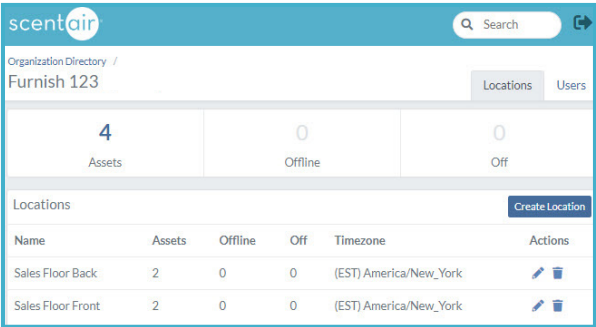 scentair
Search
Organization Directory /
Furnish 123
Locations Users
4 0 0
Assets Offline Off
Locations Create Location
Name Assets Offline Off Timezone Actions
Sales Floor Back 2 0 0 (EST) America/New_York
Sales Floor Front 2 0 0 (EST) America/New_York